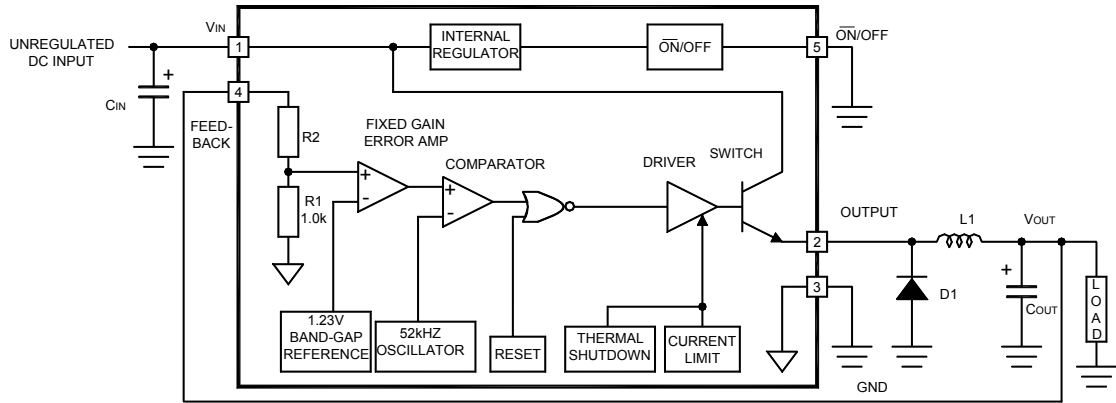 UNREGULATED
DC INPUT
VIN
1
INTERNAL
REGULATOR
ON/OFF
5
ON/OFF
+
CIN
4
FEED-
BACK
R2
R1
1.0k
FIXED GAIN
ERROR AMP
+
-
COMPARATOR
+
-
DRIVER
SWITCH
OUTPUT
2
L1
VOUT
3
D1
+
COUT
LOAD
1.23V
BAND-GAP
REFERENCE
52kHZ
OSCILLATOR
RESET
THERMAL
SHUTDOWN
CURRENT
LIMIT
GND